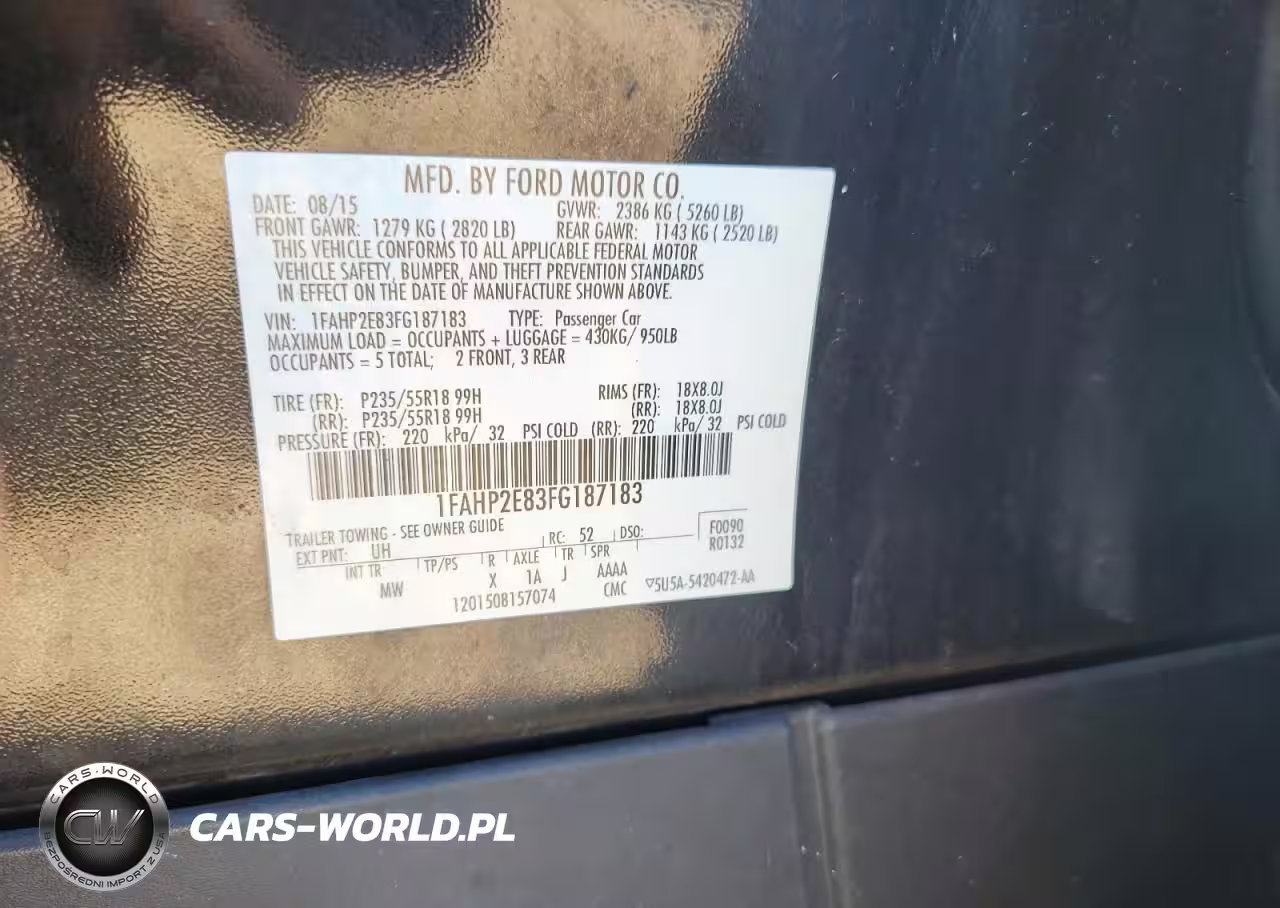 MFD. BY FORD MOTOR CO.
DATE: 08/15 GVWR: 2386 KG ( 5260 LB)
FRONT GAWR: 1279 KG ( 2820 LB) REAR GAWR: 1143 KG ( 2520 LB)
THIS VEHICLE CONFORMS TO ALL APPLICABLE FEDERAL MOTOR
VEHICLE SAFETY, BUMPER, AND THEFT PREVENTION STANDARDS
IN EFFECT ON THE DATE OF MANUFACTURE SHOWN ABOVE.
VIN: 1FAHP2E83FG187183 TYPE: Passenger Car
MAXIMUM LOAD = OCCUPANTS + LUGGAGE = 430KG/ 950LB
OCCUPANTS = 5 TOTAL; 2 FRONT, 3 REAR
TIRE (FR): P235/55R18 99H RIMS (FR): 18X8.0J
(RR): P235/55R18 99H (RR): 18X8.0J
PRESSURE (FR): 220 kPa/ 32 PSI COLD (RR): 220 kPa/ 32 PSI COLD
1FAHP2E83FG187183
TRAILER TOWING - SEE OWNER GUIDE
EXT PNT: UH RC: 52 DSO: F0090
R0132
INT TR TP/PS R AXLE TR SPR
MW X 1A J AAAA
1201508157074 CMC ▽5U5A-5420472-AA
CARS-WORLD
CW
BEZPOŚREDNI IMPORT Z USA
CARS-WORLD.PL